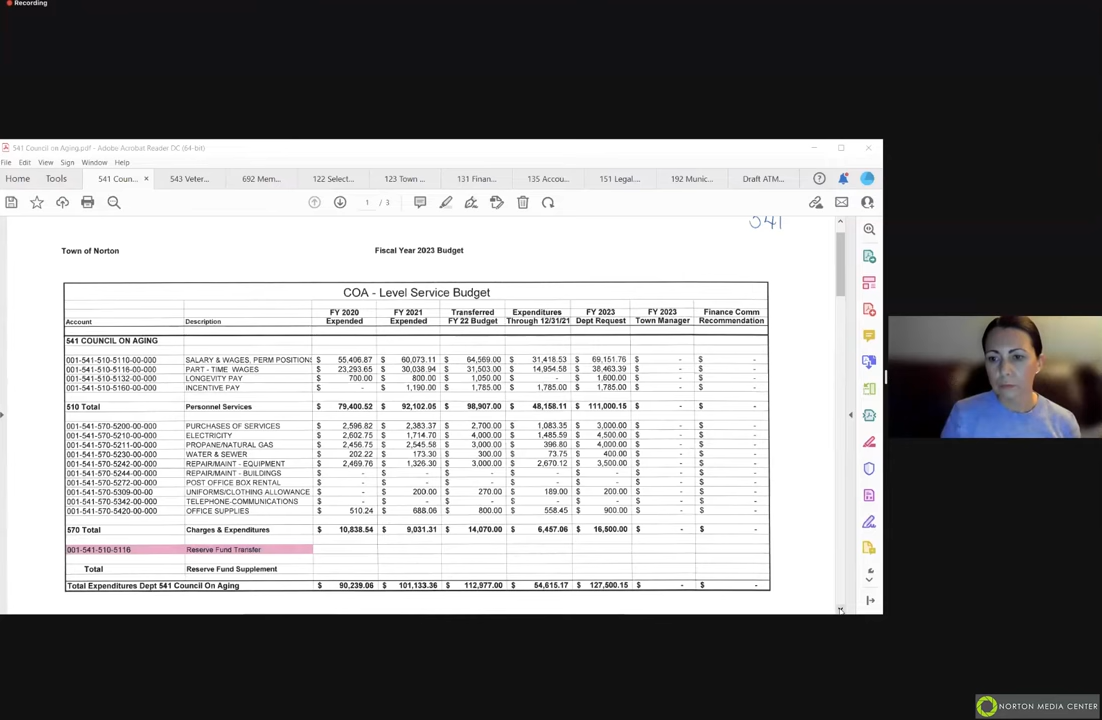 Recording
541 Council on Aging.pdf - Adobe Acrobat Reader DC (64-bit)
File Edit View Sign Window Help
Home Tools 541 Coun... × 543 Veter... 692 Mem... 122 Select... 123 Town ... 131 Finan... 135 Accou... 151 Legal.... 192 Munic... Draft ATM...
1 / 3
541
Town of Norton Fiscal Year 2023 Budget
COA - Level Service Budget
FY 2020 FY 2021 Transferred Expenditures FY 2023 FY 2023 Finance Comm
Account Description Expended Expended FY 22 Budget Through 12/31/21 Dept Request Town Manager Recommendation
541 COUNCIL ON AGING
001-541-510-5110-00-000 SALARY & WAGES, PERM POSITIONS $ 55,406.87 $ 60,073.11 $ 64,569.00 $ 31,418.53 $ 69,151.76 $ - $ -
001-541-510-5116-00-000 PART - TIME WAGES $ 23,293.65 $ 30,038.94 $ 31,503.00 $ 14,954.58 $ 38,463.39 $ - $ -
001-541-510-5132-00-000 LONGEVITY PAY $ 700.00 $ 800.00 $ 1,050.00 $ - $ 1,600.00 $ - $ -
001-541-510-5160-00-000 INCENTIVE PAY $ - $ 1,190.00 $ 1,785.00 $ 1,785.00 $ 1,785.00 $ - $ -
510 Total Personnel Services $ 79,400.52 $ 92,102.05 $ 98,907.00 $ 48,158.11 $ 111,000.15 $ - $ -
001-541-570-5200-00-000 PURCHASES OF SERVICES $ 2,596.82 $ 2,383.37 $ 2,700.00 $ 1,083.35 $ 3,000.00 $ - $ -
001-541-570-5210-00-000 ELECTRICITY $ 2,602.75 $ 1,714.70 $ 4,000.00 $ 1,485.59 $ 4,500.00 $ - $ -
001-541-570-5211-00-000 PROPANE/NATURAL GAS $ 2,456.75 $ 2,545.58 $ 3,000.00 $ 396.80 $ 4,000.00 $ - $ -
001-541-570-5230-00-000 WATER & SEWER $ 202.22 $ 173.30 $ 300.00 $ 73.75 $ 400.00 $ - $ -
001-541-570-5242-00-000 REPAIR/MAINT - EQUIPMENT $ 2,469.76 $ 1,326.30 $ 3,000.00 $ 2,670.12 $ 3,500.00 $ - $ -
001-541-570-5244-00-000 REPAIR/MAINT - BUILDINGS $ - $ - $ - $ - $ - $ - $ -
001-541-570-5272-00-000 POST OFFICE BOX RENTAL $ - $ - $ - $ - $ - $ - $ -
001-541-570-5309-00-00 UNIFORMS/CLOTHING ALLOWANCE $ - $ 200.00 $ 270.00 $ 189.00 $ 200.00 $ - $ -
001-541-570-5342-00-000 TELEPHONE-COMMUNICATIONS $ - $ - $ - $ - $ - $ - $ -
001-541-570-5420-00-000 OFFICE SUPPLIES $ 510.24 $ 688.06 $ 800.00 $ 558.45 $ 900.00 $ - $ -
570 Total Charges & Expenditures $ 10,838.54 $ 9,031.31 $ 14,070.00 $ 6,457.06 $ 16,500.00 $ - $ -
001-541-510-5116 Reserve Fund Transfer
Total Reserve Fund Supplement
Total Expenditures Dept 541 Council On Aging $ 90,239.06 $ 101,133.36 $ 112,977.00 $ 54,615.17 $ 127,500.15 $ - $ -
NORTON MEDIA CENTER